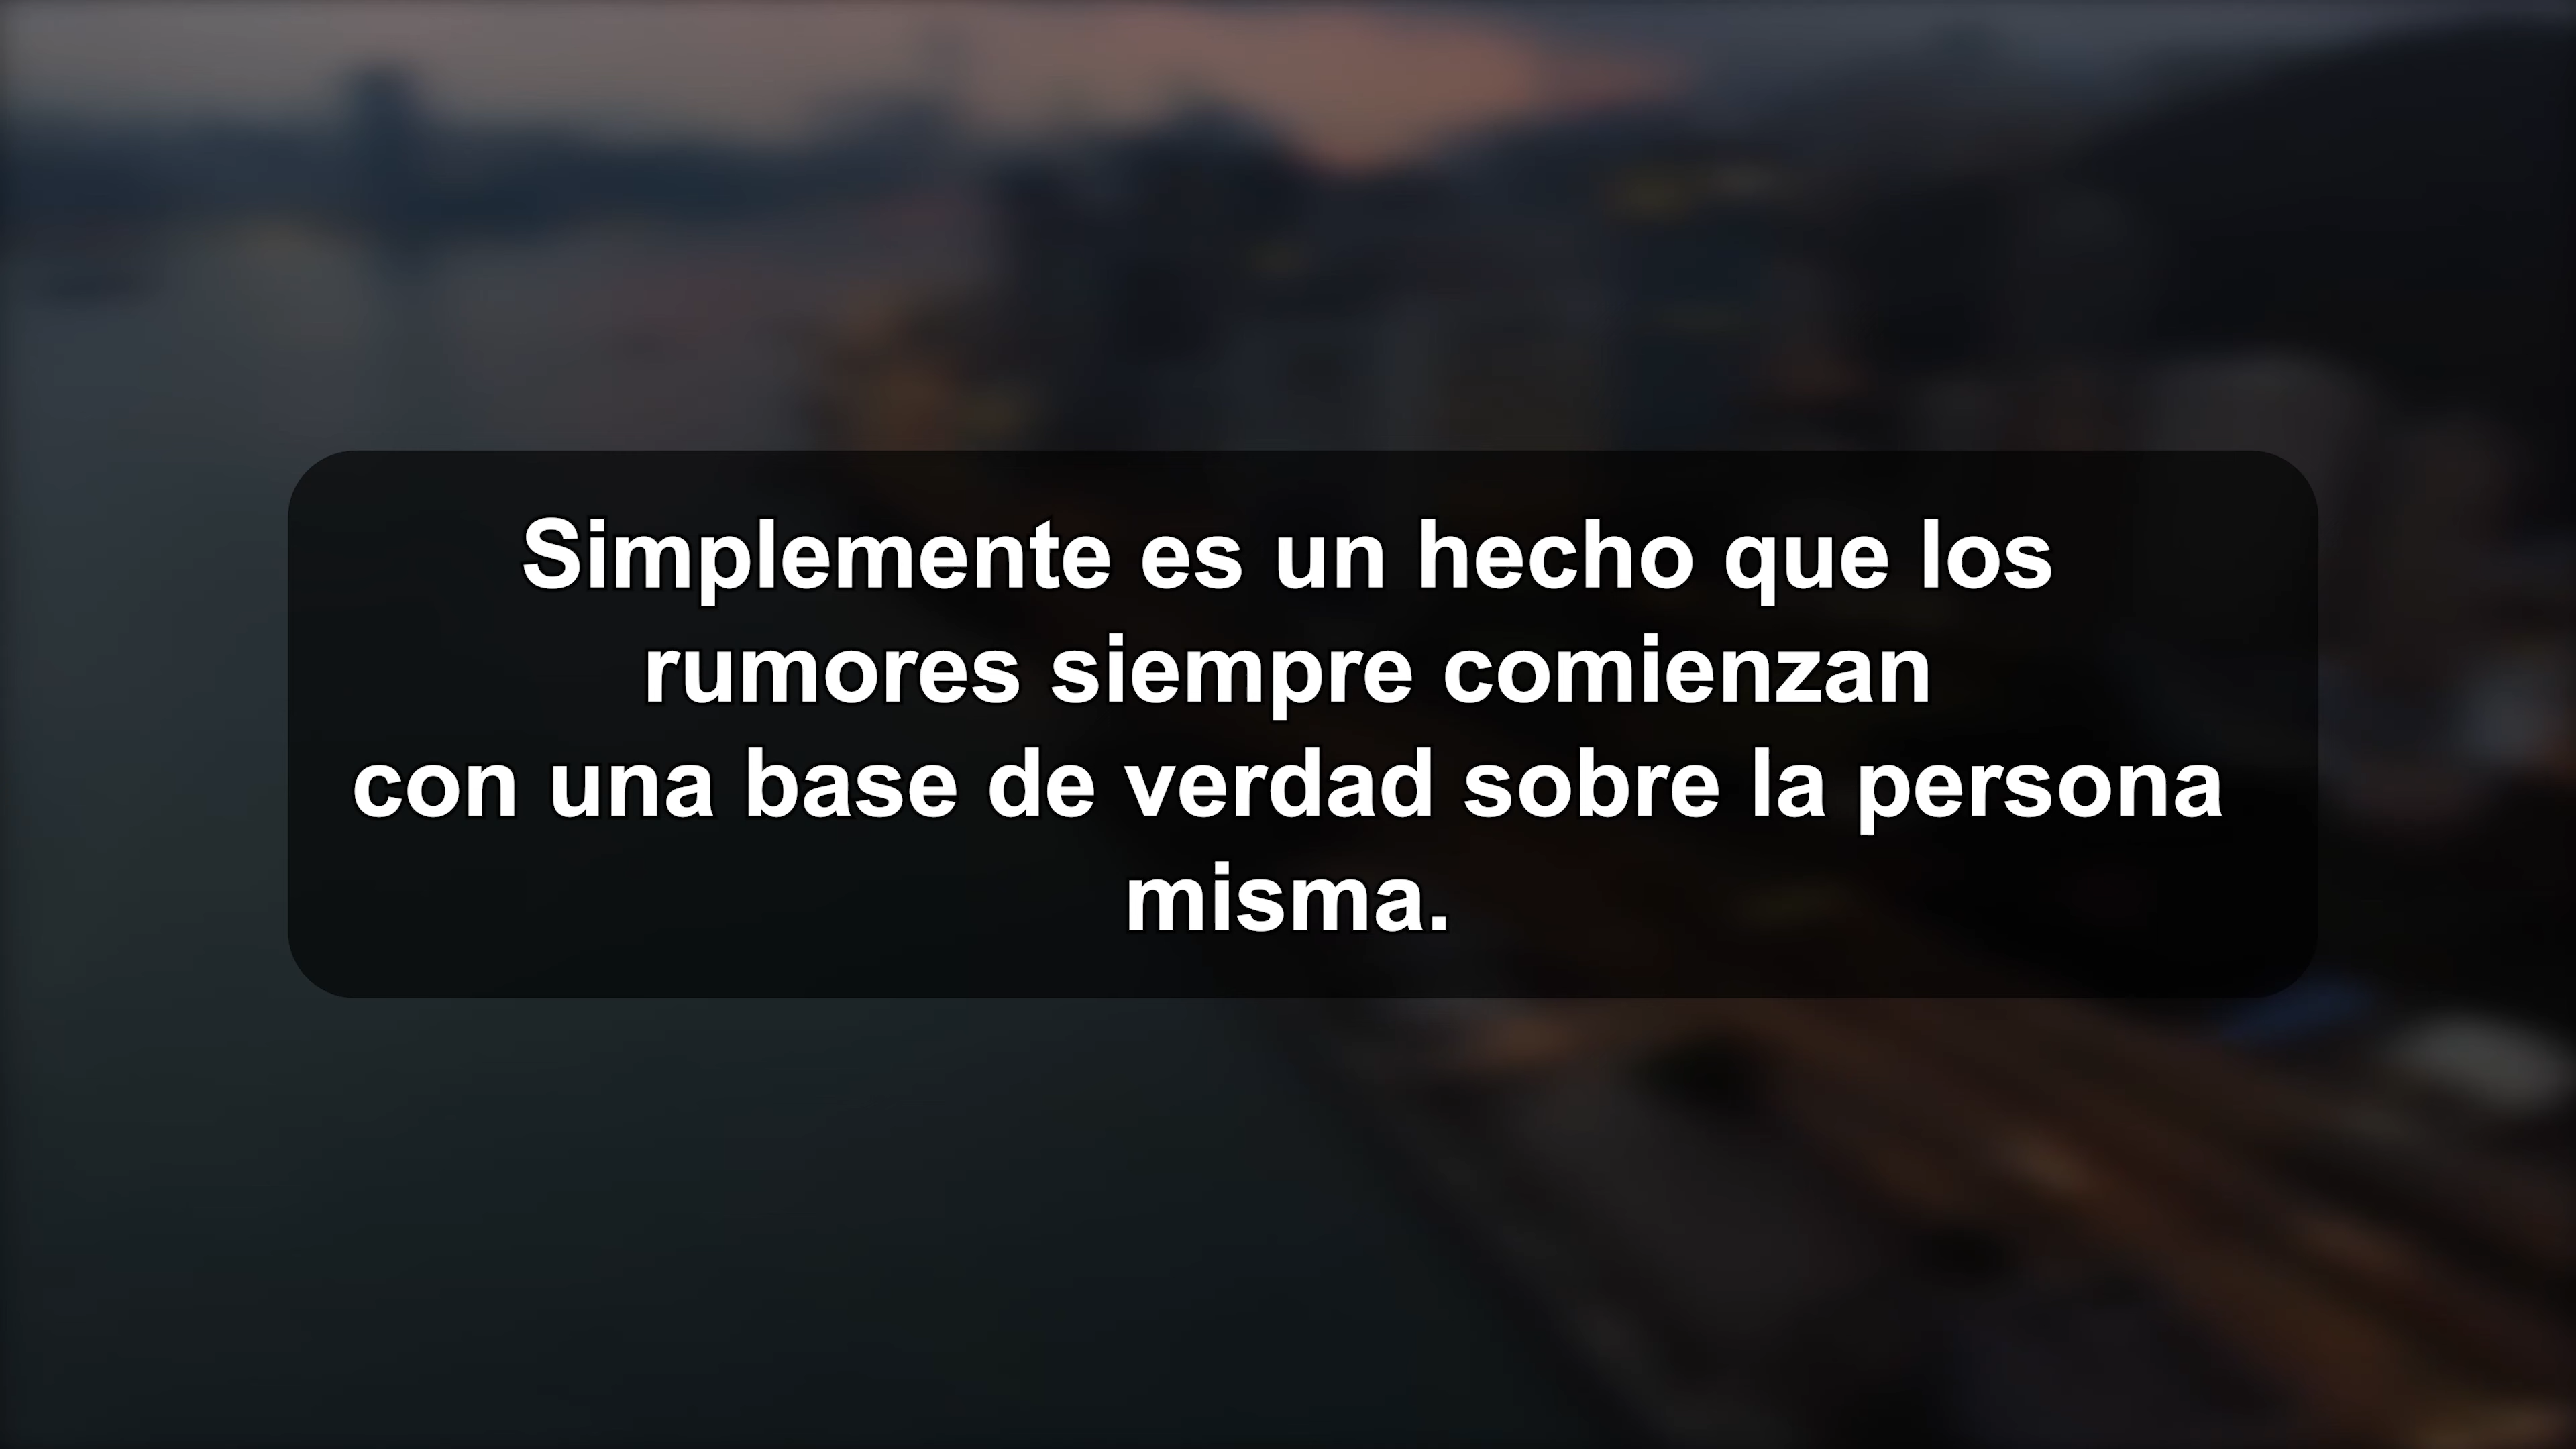 Simplemente es un hecho que los
rumores siempre comienzan
con una base de verdad sobre la persona
misma.